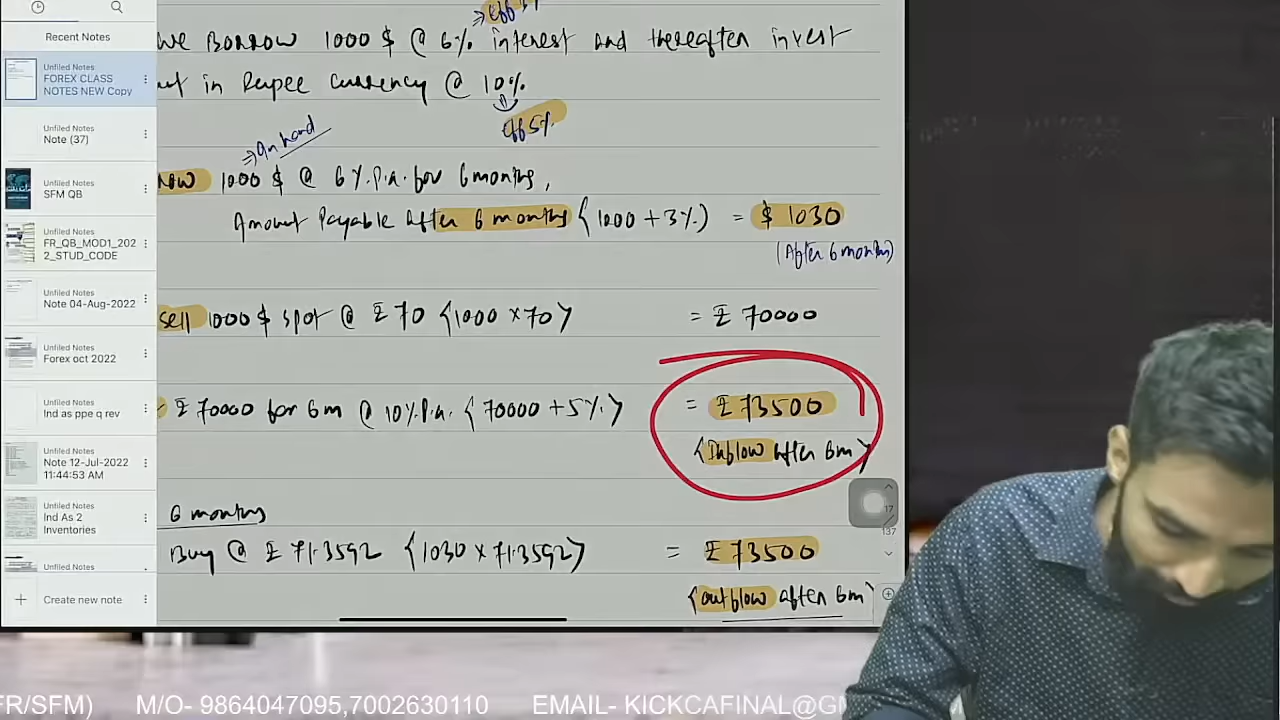 Recent Notes
Unfiled Notes
FOREX CLASS
NOTES NEW Copy
Unfiled Notes
Note (37)
Unfiled Notes
SFM QB
Unfiled Notes
FR_QB_MOD1_202
2_STUD_CODE
Unfiled Notes
Note 04-Aug-2022
Unfiled Notes
Forex oct 2022
Unfiled Notes
Ind as ppe q rev
Unfiled Notes
Note 12-Jul-2022
11:44:53 AM
Unfiled Notes
Ind AS 2
Inventories
Unfiled Notes
Create new note
we Borrow 1000 $ @ 6% interest and thereafter invest
in Rupee currency @ 10%
eff 5%
⇒ In hand
1000 $ @ 6% P.a. for 6 months,
Amount Payable after 6 months {1000 + 3%} = $ 1030
(After 6 months)
sell 1000 $ spot @ ₹ 70 {1000 × 70} = ₹ 70000
₹ 70000 for 6m @ 10% P.a. {70000 + 5%} = ₹ 73500
{Inflow after 6m}
6 months
Buy @ ₹ 71.3592 {1030 × 71.3592} = ₹ 73500
{outflow after 6m}
17
137
FR/SFM) M/O- 9864047095,7002630110 EMAIL- KICKCAFINAL@G